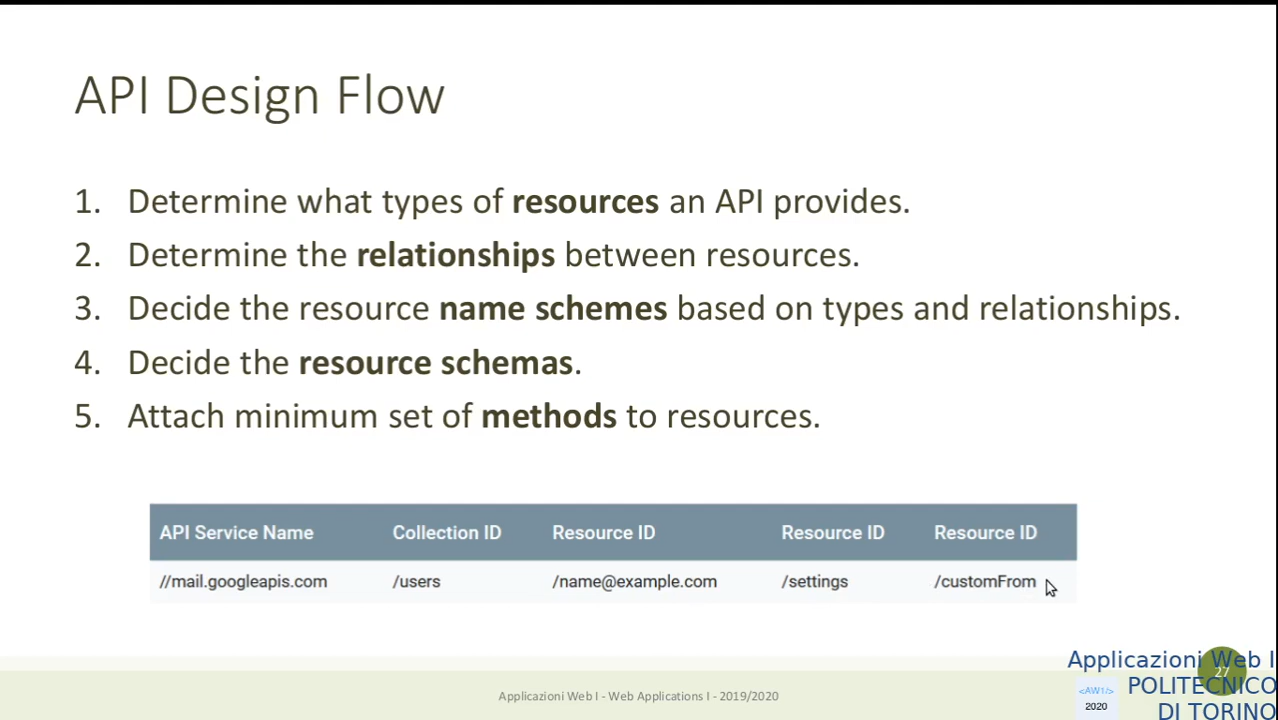 API Design Flow
1. Determine what types of resources an API provides.
2. Determine the relationships between resources.
3. Decide the resource name schemes based on types and relationships.
4. Decide the resource schemas.
5. Attach minimum set of methods to resources.
API Service Name Collection ID Resource ID Resource ID Resource ID
//mail.googleapis.com /users /name@example.com /settings /customFrom
Applicazioni Web I - Web Applications I - 2019/2020
27
Applicazioni Web I
POLITECNICO
DI TORINO
<AW1/>
2020